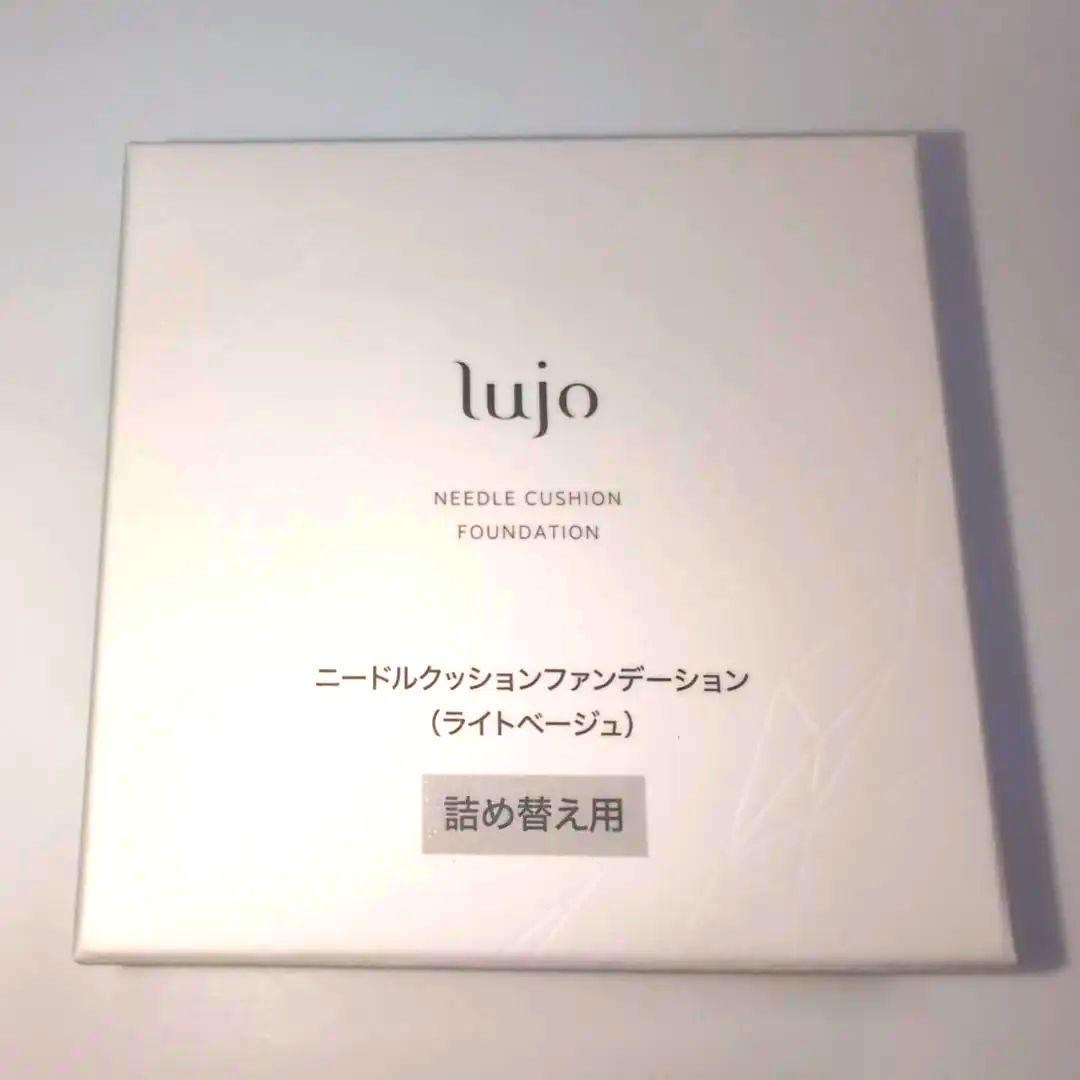 lujo
NEEDLE CUSHION
FOUNDATION
ニードルクッションファンデーション
（ライトベージュ）
詰め替え用